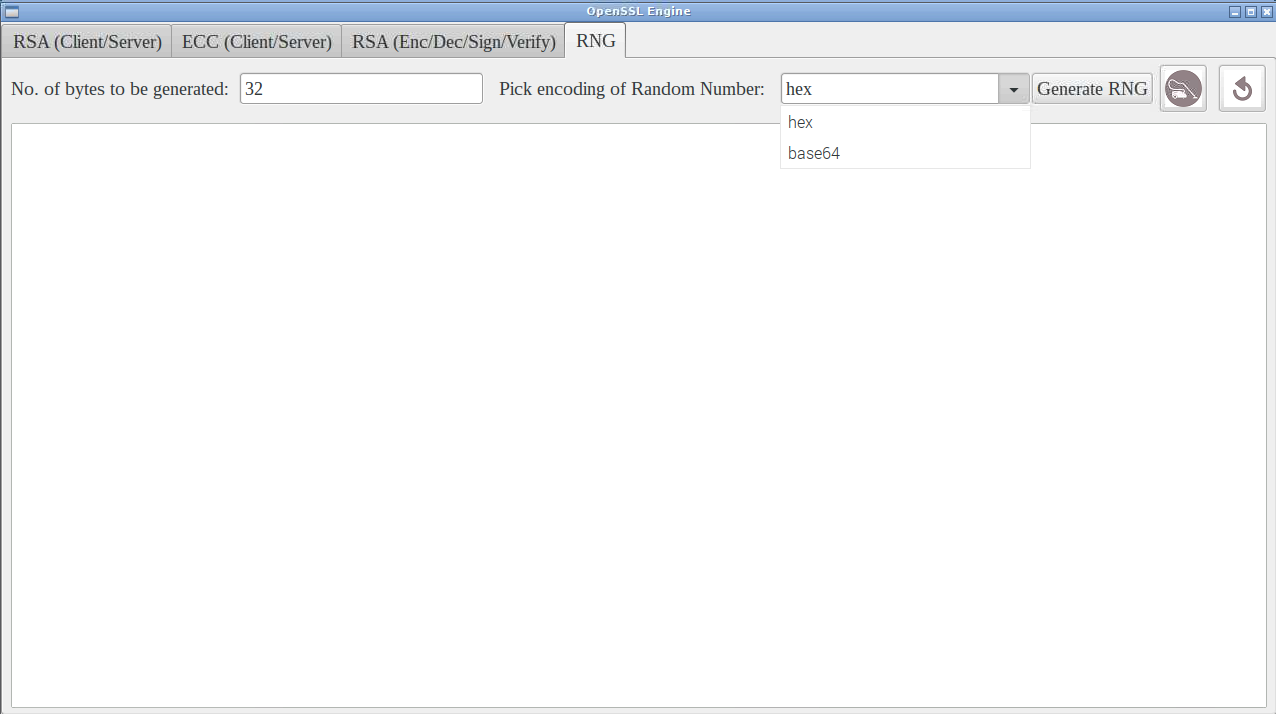 OpenSSL Engine
RSA (Client/Server) ECC (Client/Server) RSA (Enc/Dec/Sign/Verify) RNG
No. of bytes to be generated: 32 Pick encoding of Random Number: hex Generate RNG
hex
base64